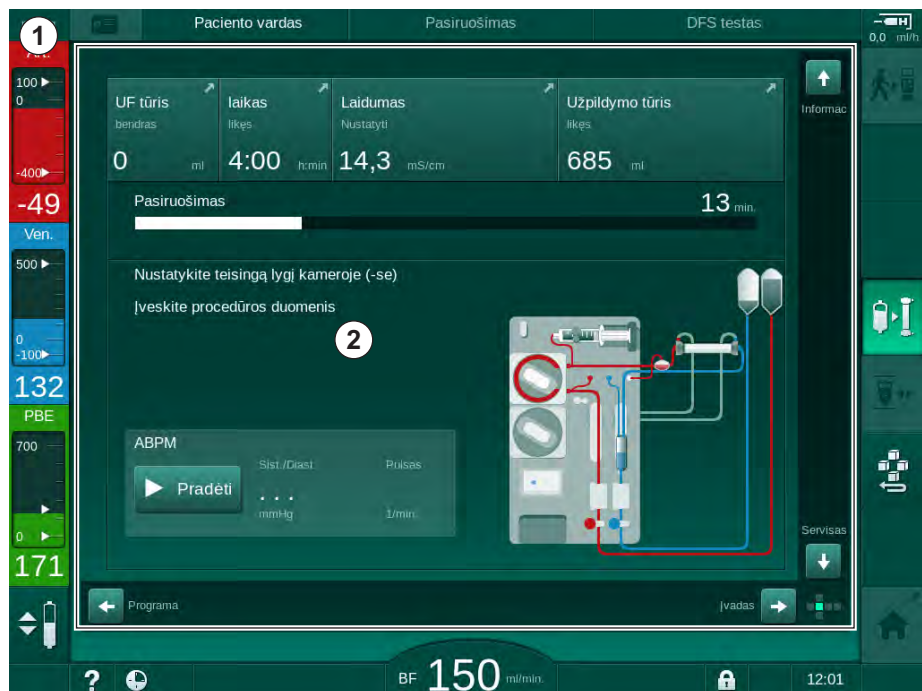 1
Paciento vardas
Pasiruošimas
DFS testas
0,0 ml/h
100
0
-400
-49
Ven.
500
0
-100
132
PBE
700
0
171
UF tūris
bendras
0 ml
laikas
likęs
4:00 h:min
Laidumas
Nustatyti
14,3 mS/cm
Užpildymo tūris
likęs
685 ml
Informac
Pasiruošimas
13 min.
Nustatykite teisingą lygį kameroje (-se)
Įveskite procedūros duomenis
2
ABPM
Pradėti
Sist./Diast.
Pulsas
. . .
mmHg
1/min.
Servisas
Programa
Įvadas
?
BF 150 ml/min.
12:01